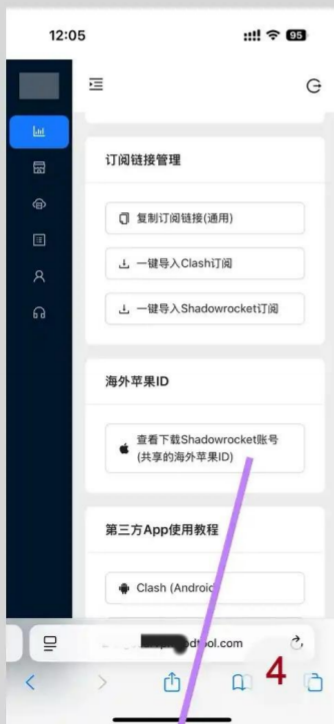 12:05
95
订阅链接管理
复制订阅链接(通用)
一键导入Clash订阅
一键导入Shadowrocket订阅
海外苹果ID
查看下载Shadowrocket账号
(共享的海外苹果ID)
第三方App使用教程
Clash (Android
ol.com
4